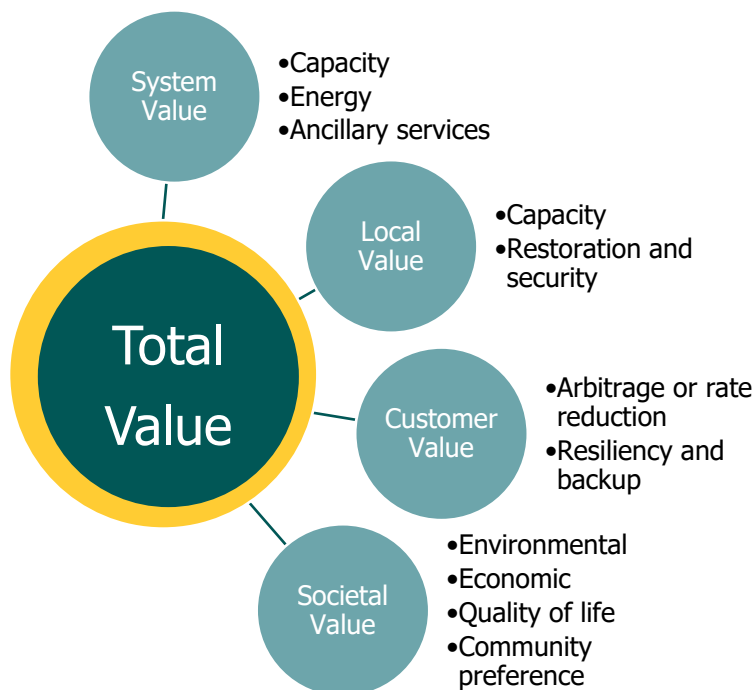 System
Value
•Capacity
•Energy
•Ancillary services
Local
Value
•Capacity
•Restoration and
security
Total
Value
Customer
Value
•Arbitrage or rate
reduction
•Resiliency and
backup
Societal
Value
•Environmental
•Economic
•Quality of life
•Community
preference